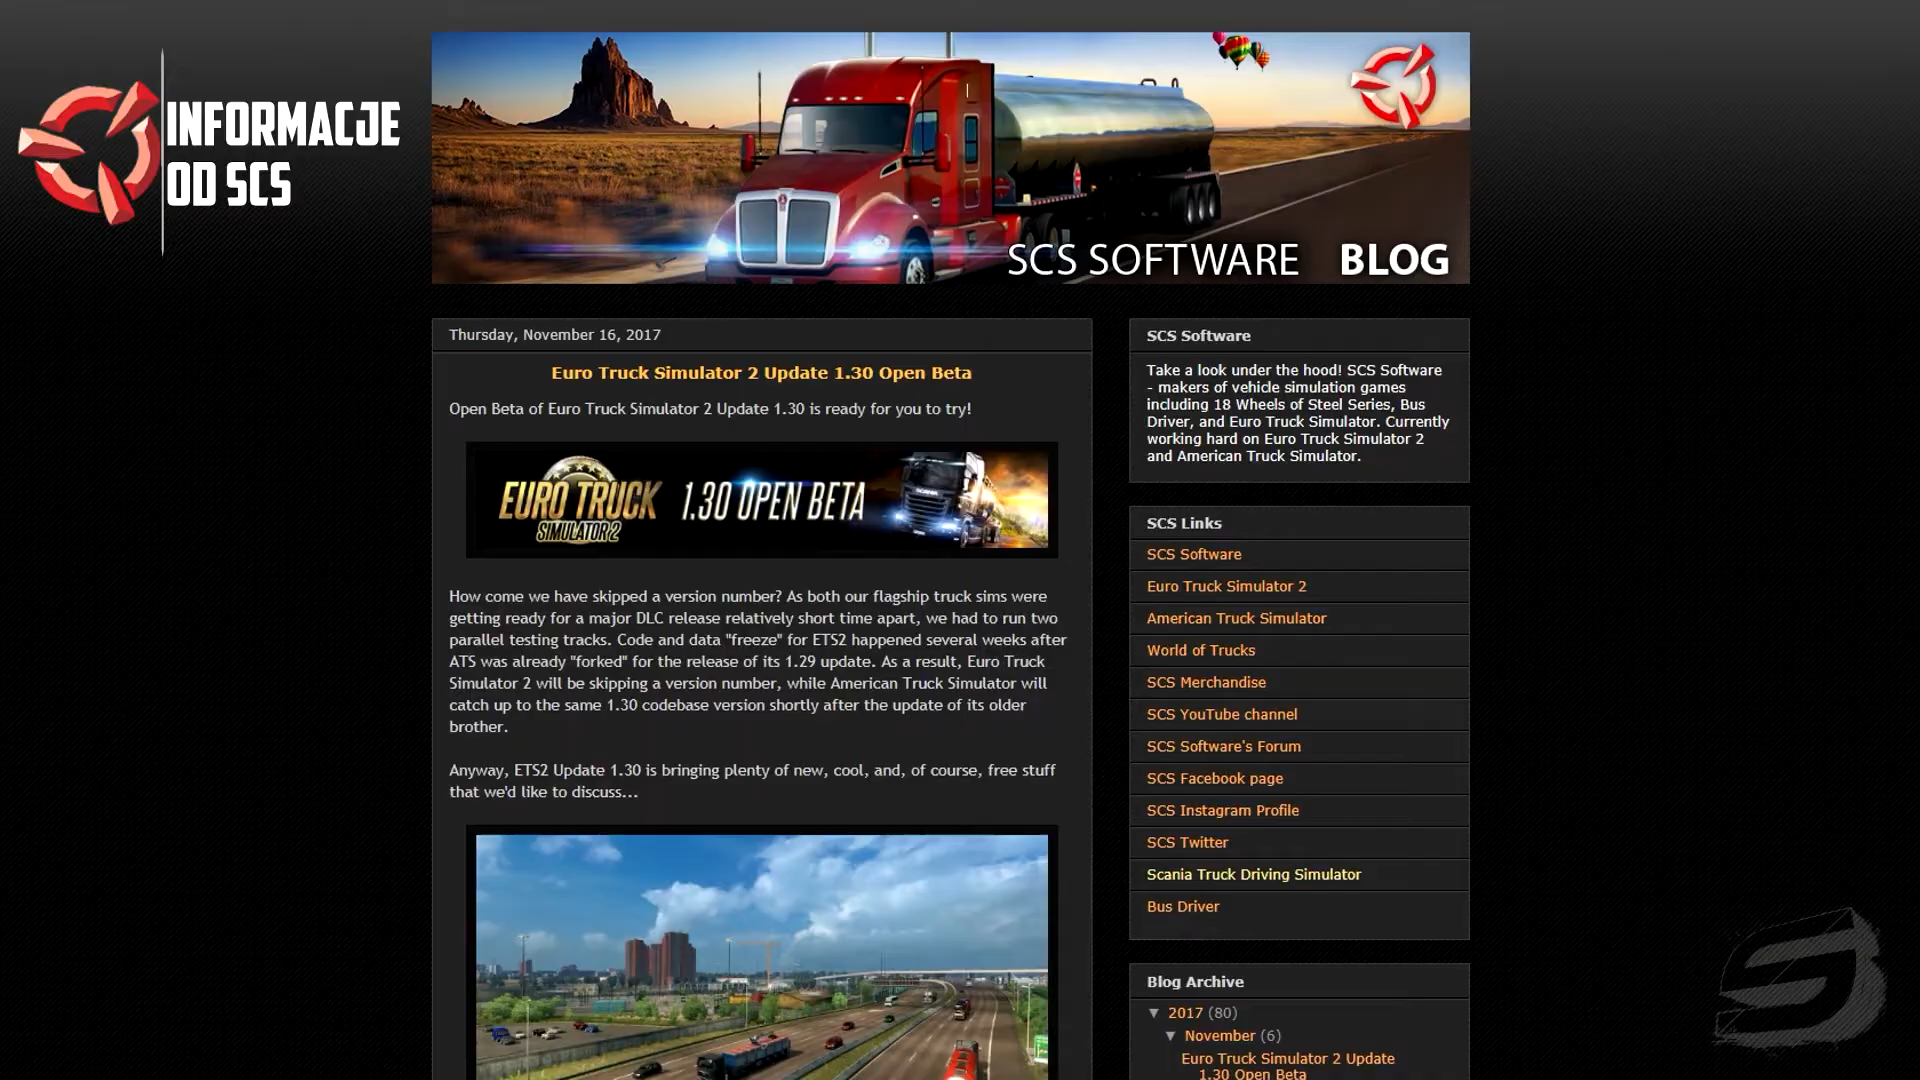 INFORMACJE
OD SCS
SCS SOFTWARE BLOG
Thursday, November 16, 2017
Euro Truck Simulator 2 Update 1.30 Open Beta
Open Beta of Euro Truck Simulator 2 Update 1.30 is ready for you to try!
EURO TRUCK
SIMULATOR 2
1.30 OPEN BETA
How come we have skipped a version number? As both our flagship truck sims were
getting ready for a major DLC release relatively short time apart, we had to run two
parallel testing tracks. Code and data "freeze" for ETS2 happened several weeks after
ATS was already "forked" for the release of its 1.29 update. As a result, Euro Truck
Simulator 2 will be skipping a version number, while American Truck Simulator will
catch up to the same 1.30 codebase version shortly after the update of its older
brother.
Anyway, ETS2 Update 1.30 is bringing plenty of new, cool, and, of course, free stuff
that we'd like to discuss...
SCS Software
Take a look under the hood! SCS Software
- makers of vehicle simulation games
including 18 Wheels of Steel Series, Bus
Driver, and Euro Truck Simulator. Currently
working hard on Euro Truck Simulator 2
and American Truck Simulator.
SCS Links
SCS Software
Euro Truck Simulator 2
American Truck Simulator
World of Trucks
SCS Merchandise
SCS YouTube channel
SCS Software's Forum
SCS Facebook page
SCS Instagram Profile
SCS Twitter
Scania Truck Driving Simulator
Bus Driver
Blog Archive
▼ 2017 (80)
▼ November (6)
Euro Truck Simulator 2 Update
1.30 Open Beta